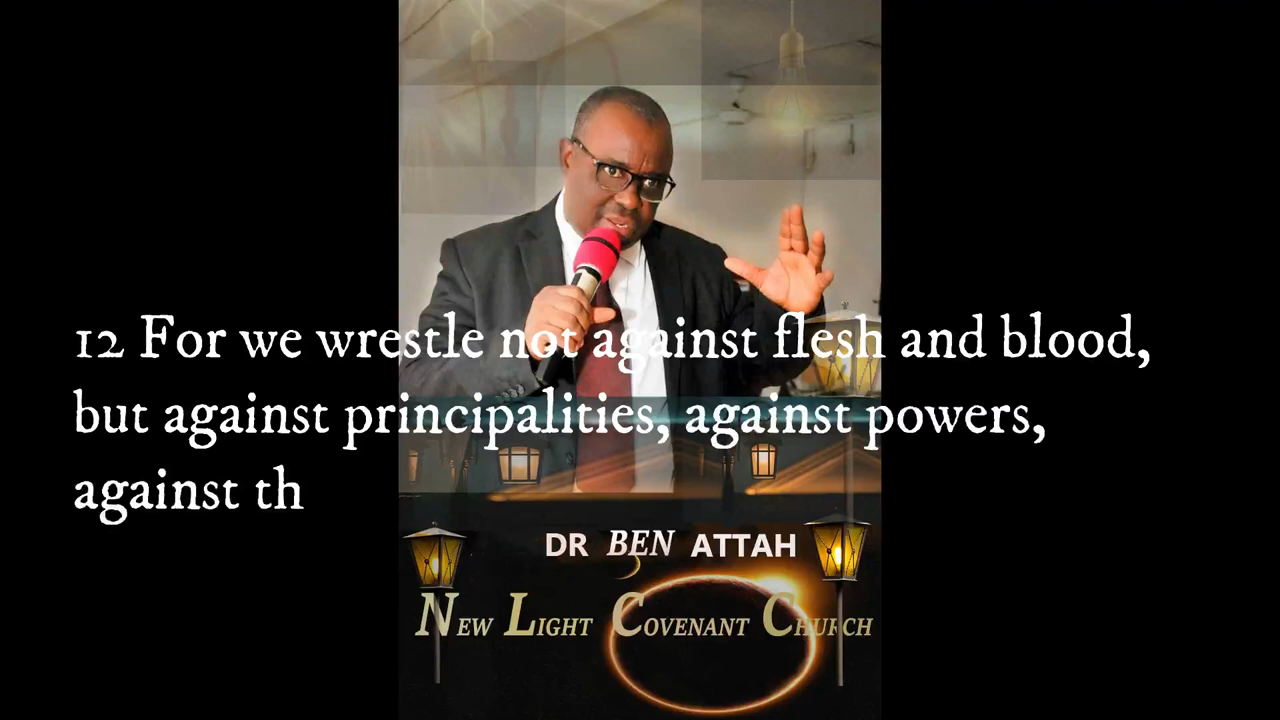 12 For we wrestle not against flesh and blood,
but against principalities, against powers,
against th
DR BEN ATTAH
NEW LIGHT COVENANT CHURCH